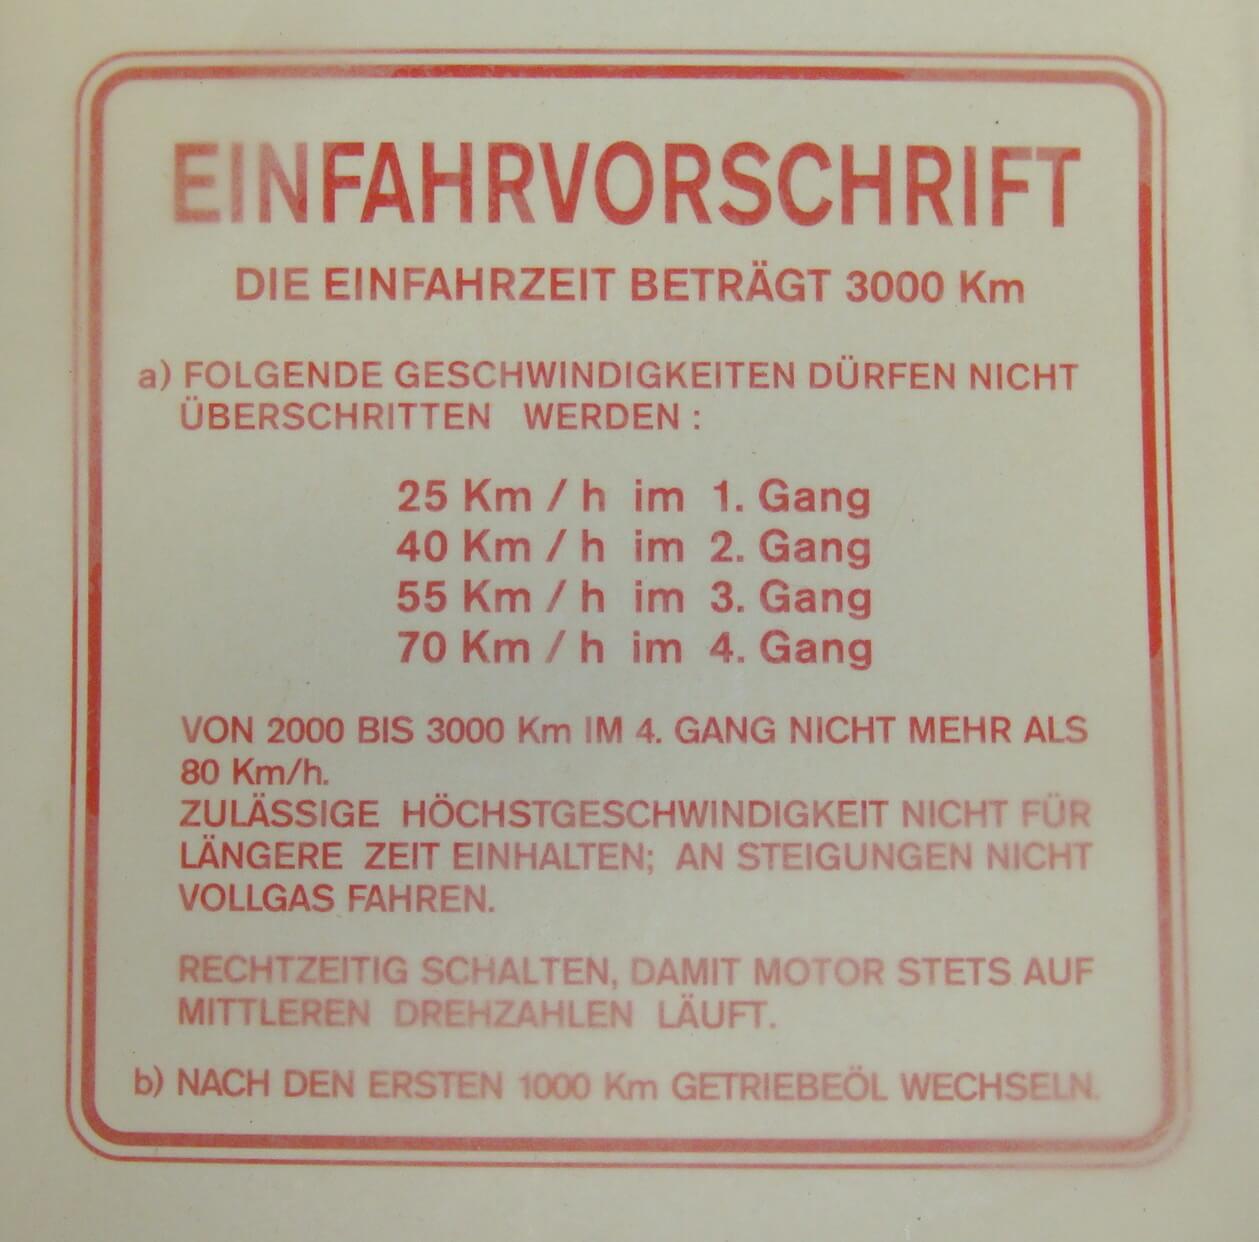 EINFAHRVORSCHRIFT
DIE EINFAHRZEIT BETRÄGT 3000 Km
a) FOLGENDE GESCHWINDIGKEITEN DÜRFEN NICHT
ÜBERSCHRITTEN WERDEN :
25 Km / h im 1. Gang
40 Km / h im 2. Gang
55 Km / h im 3. Gang
70 Km / h im 4. Gang
VON 2000 BIS 3000 Km IM 4. GANG NICHT MEHR ALS
80 Km/h.
ZULÄSSIGE HÖCHSTGESCHWINDIGKEIT NICHT FÜR
LÄNGERE ZEIT EINHALTEN; AN STEIGUNGEN NICHT
VOLLGAS FAHREN.
RECHTZEITIG SCHALTEN, DAMIT MOTOR STETS AUF
MITTLEREN DREHZAHLEN LÄUFT.
b) NACH DEN ERSTEN 1000 Km GETRIEBEÖL WECHSELN.